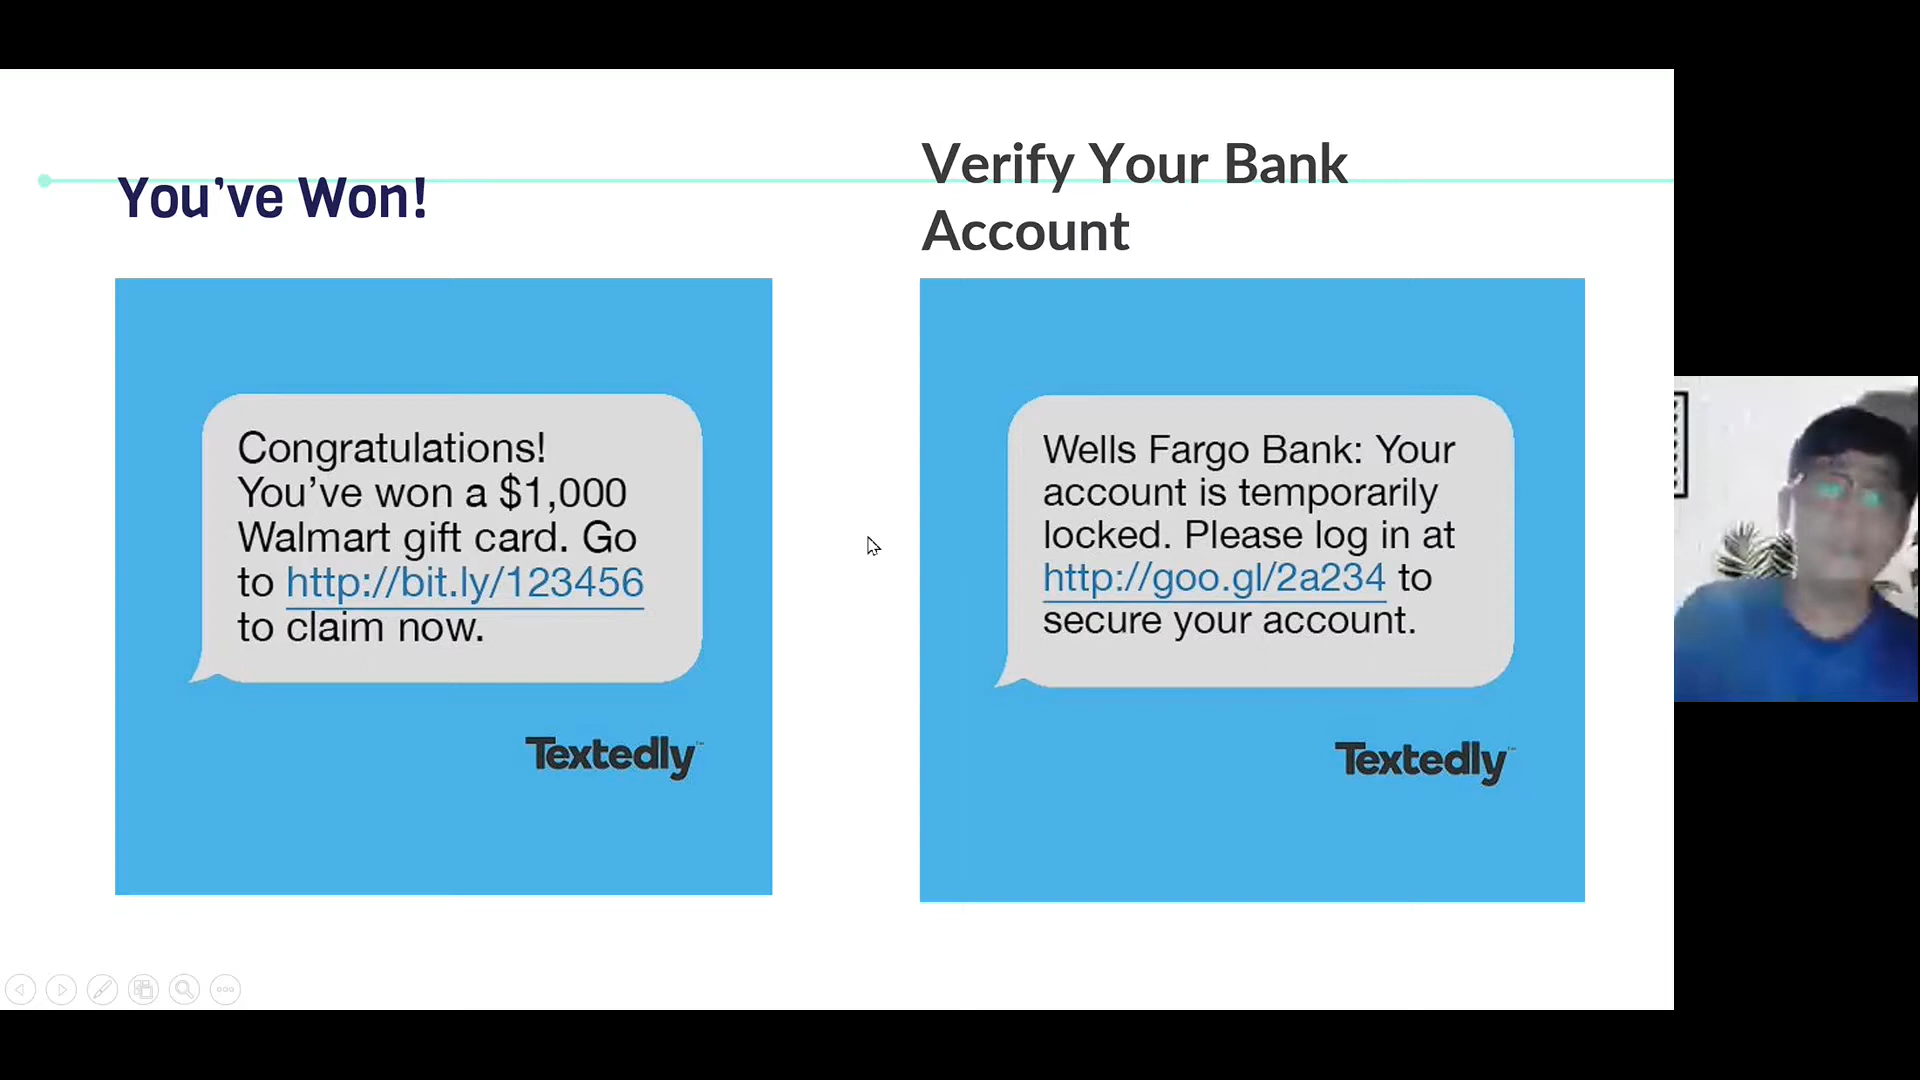 You’ve Won!
Congratulations!
You’ve won a $1,000
Walmart gift card. Go
to http://bit.ly/123456
to claim now.
Textedly™
Verify Your Bank
Account
Wells Fargo Bank: Your
account is temporarily
locked. Please log in at
http://goo.gl/2a234 to
secure your account.
Textedly™